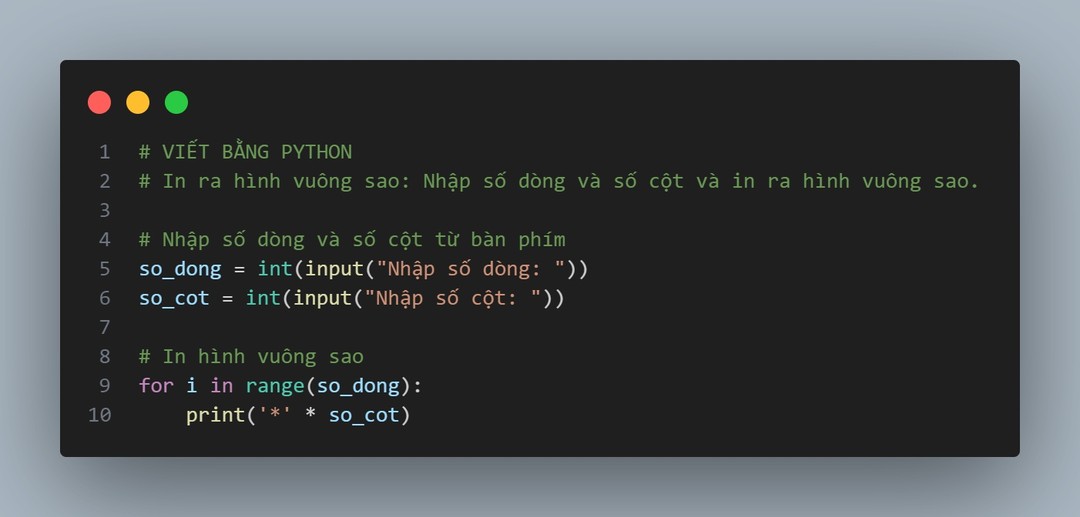 1 # VIẾT BẰNG PYTHON
2 # In ra hình vuông sao: Nhập số dòng và số cột và in ra hình vuông sao.
3
4 # Nhập số dòng và số cột từ bàn phím
5 so_dong = int(input("Nhập số dòng: "))
6 so_cot = int(input("Nhập số cột: "))
7
8 # In hình vuông sao
9 for i in range(so_dong):
10     print('*' * so_cot)